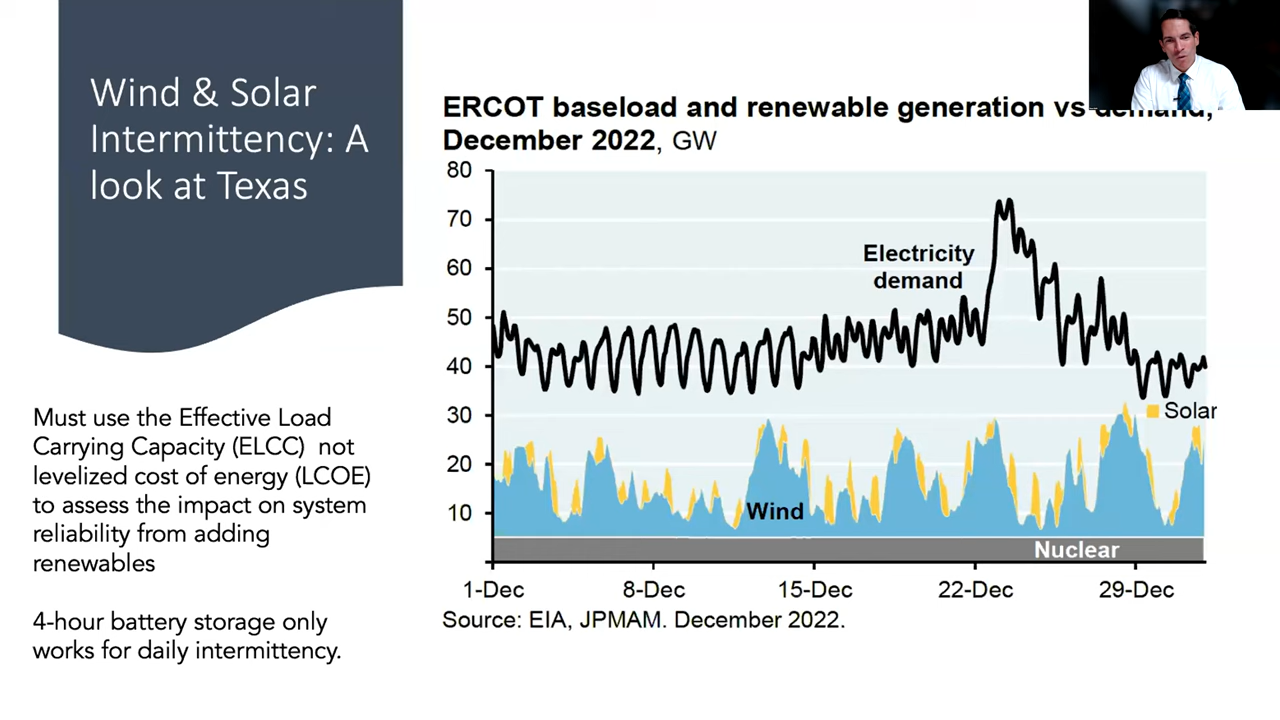 Wind & Solar
Intermittency: A
look at Texas
Must use the Effective Load
Carrying Capacity (ELCC) not
levelized cost of energy (LCOE)
to assess the impact on system
reliability from adding
renewables
4-hour battery storage only
works for daily intermittency.
ERCOT baseload and renewable generation vs demand,
December 2022, GW
80
70
60
50
40
30
20
10
Electricity
demand
Solar
Wind
Nuclear
1-Dec
8-Dec
15-Dec
22-Dec
29-Dec
Source: EIA, JPMAM. December 2022.